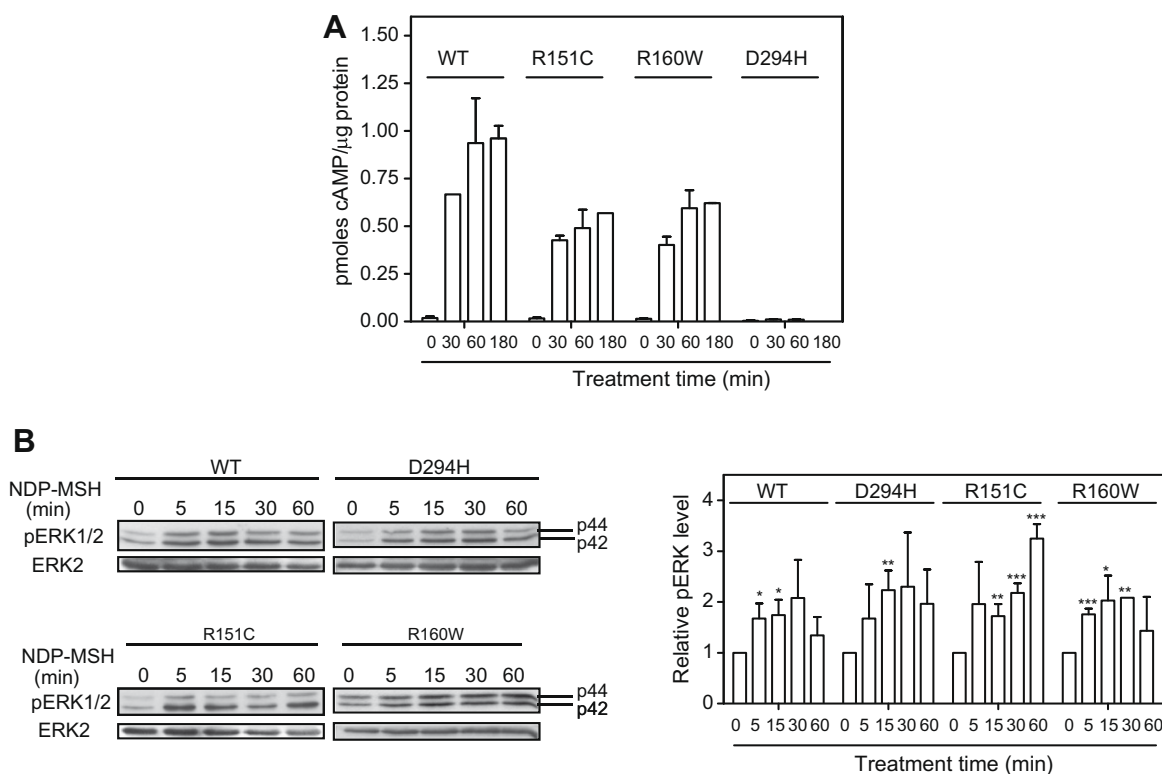 A
pmoles cAMP/μg protein
1.50
1.25
1.00
0.75
0.50
0.25
0.00
WT R151C R160W D294H
0 30 60 180 0 30 60 180 0 30 60 180 0 30 60 180
Treatment time (min)
B
WT D294H
NDP-MSH
(min)
0 5 15 30 60 0 5 15 30 60
pERK1/2
p44
p42
ERK2
R151C R160W
NDP-MSH
(min)
0 5 15 30 60 0 5 15 30 60
pERK1/2
p44
p42
ERK2
Relative pERK level
4
3
2
1
0
WT D294H R151C R160W
* * ** ** *** *** *** * **
0 5 15 30 60 0 5 15 30 60 0 5 15 30 60 0 5 15 30 60
Treatment time (min)